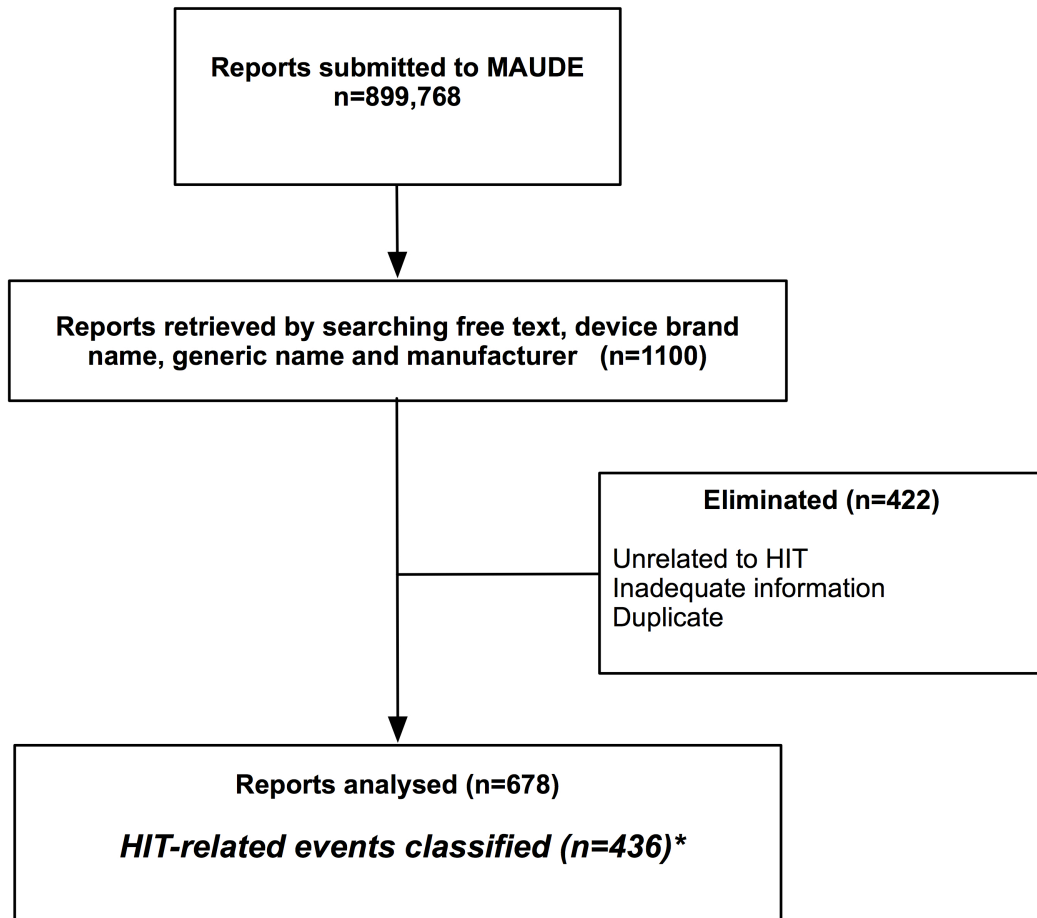 Reports submitted to MAUDE
n=899,768
Reports retrieved by searching free text, device brand
name, generic name and manufacturer (n=1100)
Eliminated (n=422)
Unrelated to HIT
Inadequate information
Duplicate
Reports analysed (n=678)
HIT-related events classified (n=436)*